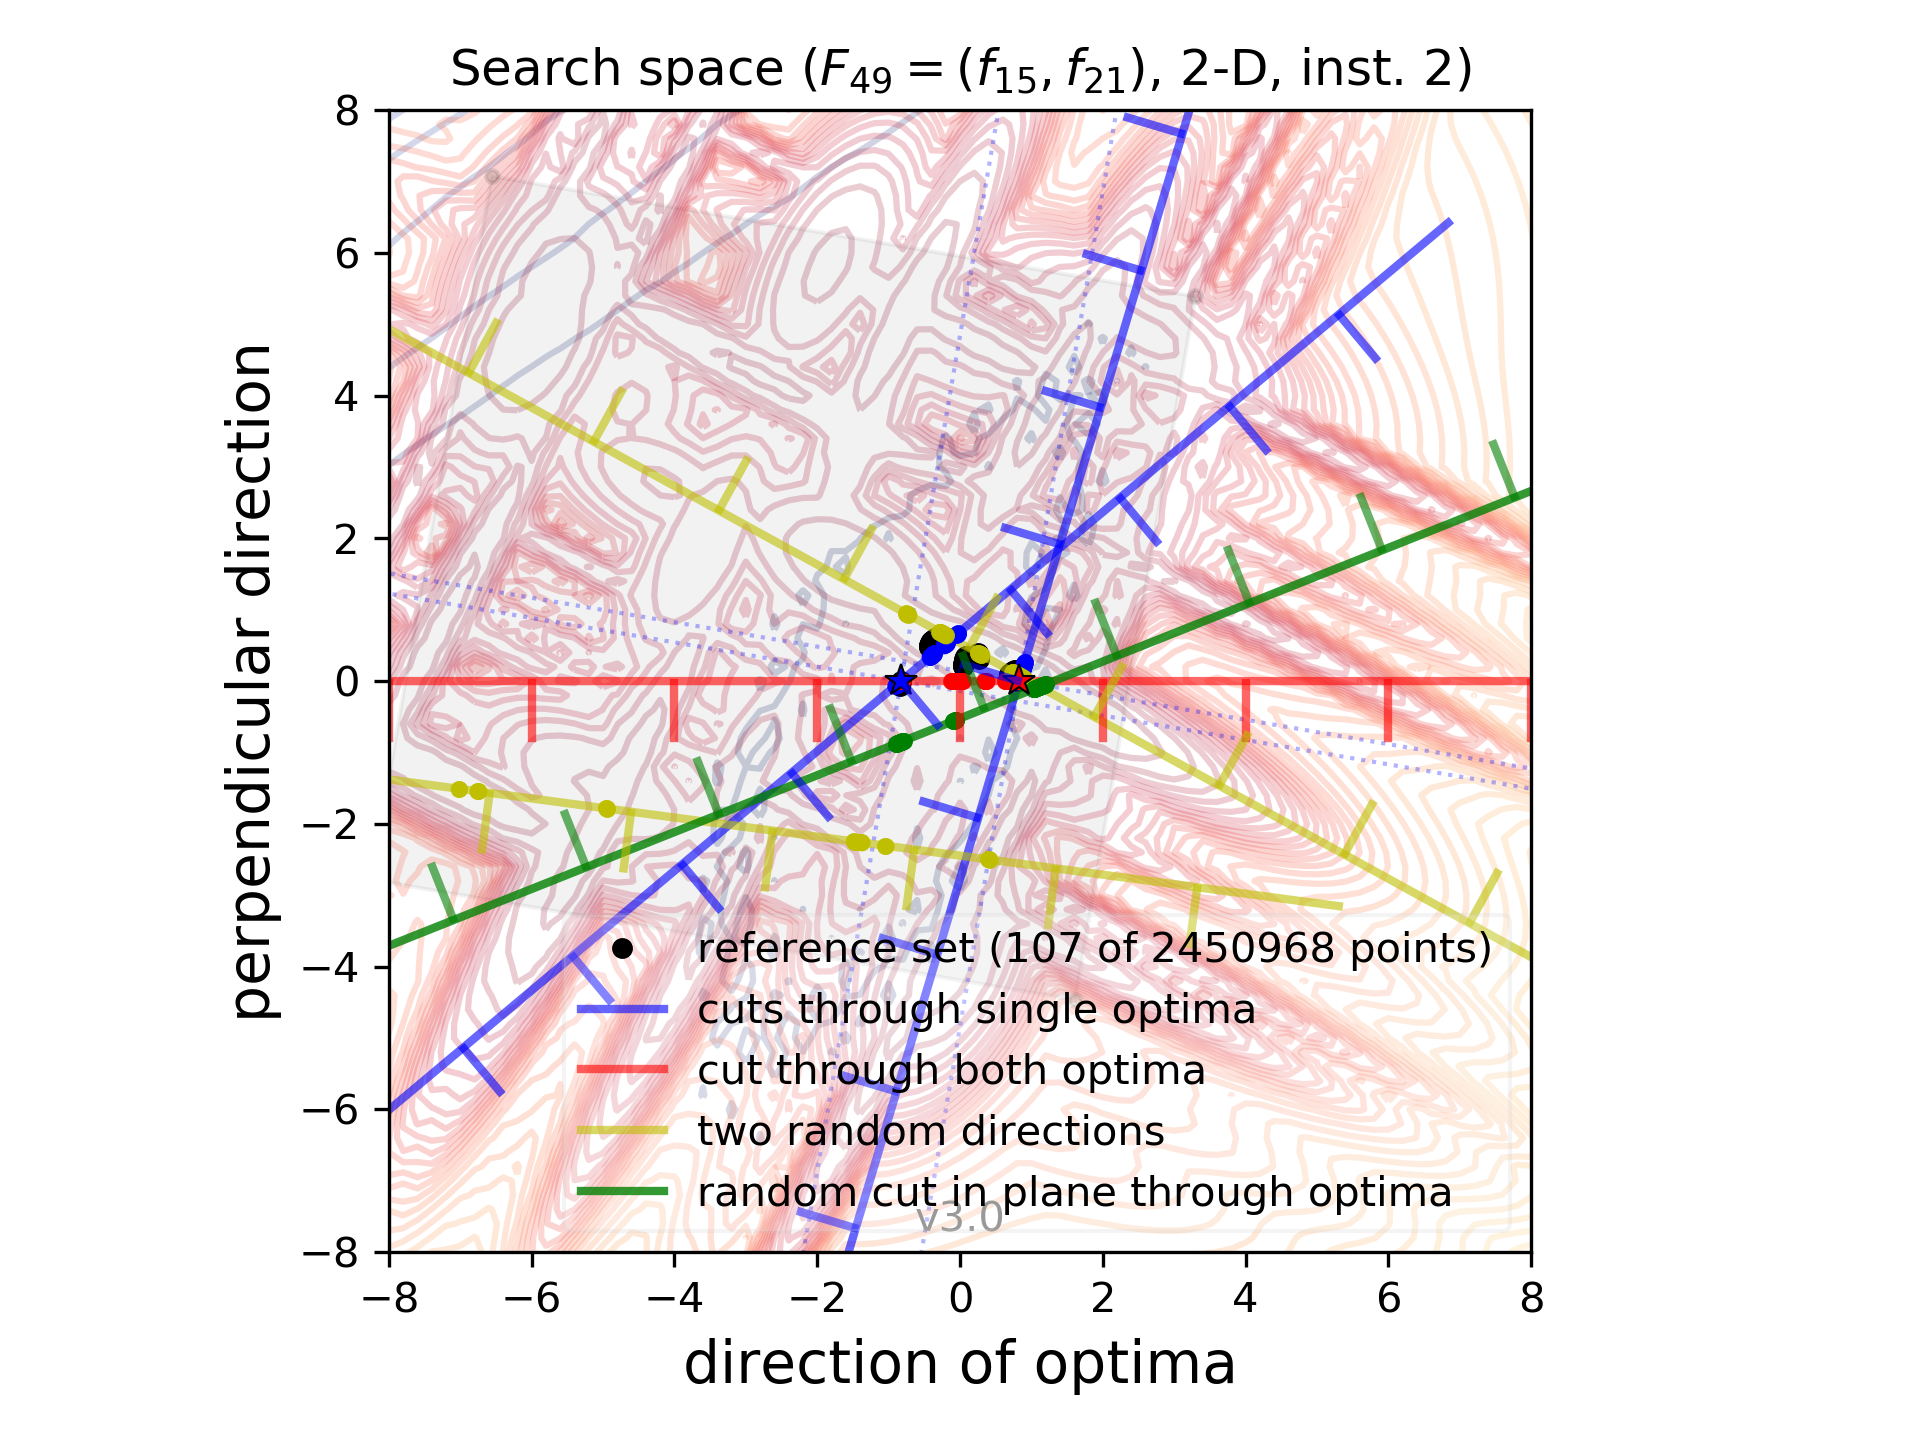 Search space (F49 = (f15, f21), 2-D, inst. 2)
8
6
4
2
0
−2
−4
−6
−8
perpendicular direction
reference set (107 of 2450968 points)
cuts through single optima
cut through both optima
two random directions
random cut in plane through optima
v3.0
−8 −6 −4 −2 0 2 4 6 8
direction of optima